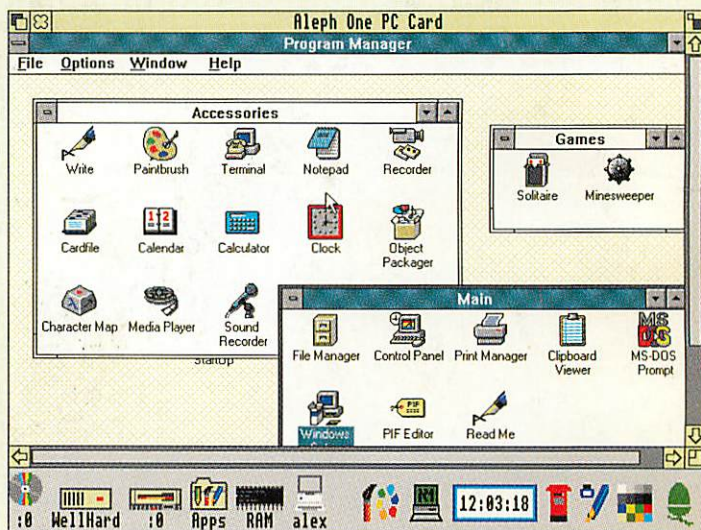 Aleph One PC Card
Program Manager
File Options Window Help
Accessories
Write Paintbrush Terminal Notepad Recorder
Cardfile Calendar Calculator Clock Object Packager
Character Map Media Player Sound Recorder
StartUp
Games
Solitaire Minesweeper
Main
File Manager Control Panel Print Manager Clipboard Viewer MS-DOS Prompt
Windows
PIF Editor Read Me
:0 WellHard :0 Apps RAM alex 12:03:18